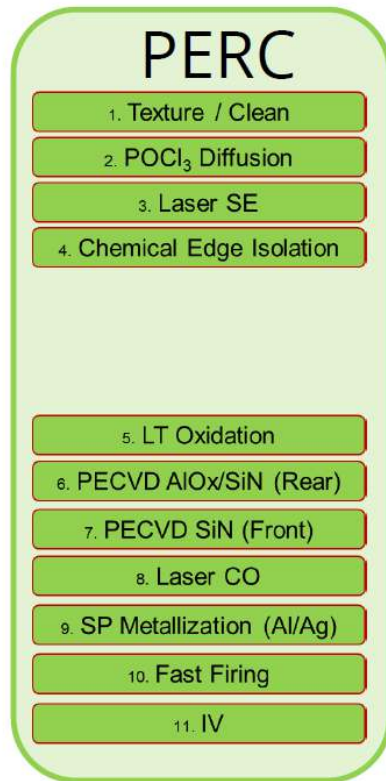 PERC
1. Texture / Clean
2. POCl₃ Diffusion
3. Laser SE
4. Chemical Edge Isolation
5. LT Oxidation
6. PECVD AlOx/SiN (Rear)
7. PECVD SiN (Front)
8. Laser CO
9. SP Metallization (Al/Ag)
10. Fast Firing
11. IV